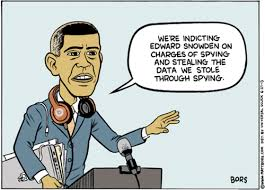 WE'RE INDICTING
EDWARD SNOWDEN ON
CHARGES OF SPYING
AND STEALING THE
DATA WE STOLE
THROUGH SPYING.
BORS